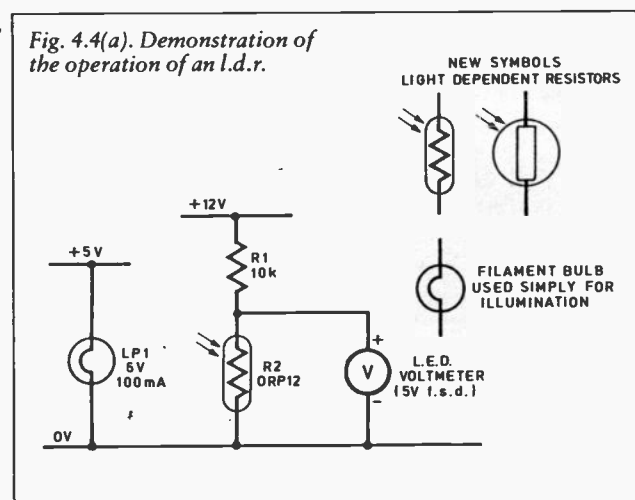 Fig. 4.4(a). Demonstration of
the operation of an l.d.r.
NEW SYMBOLS
LIGHT DEPENDENT RESISTORS
+12V
+5V
R1
10k
FILAMENT BULB
USED SIMPLY FOR
ILLUMINATION
LP1
6V
100mA
R2
ORP12
+
V
-
L.E.D.
VOLTMETER
(5V f.s.d.)
0V